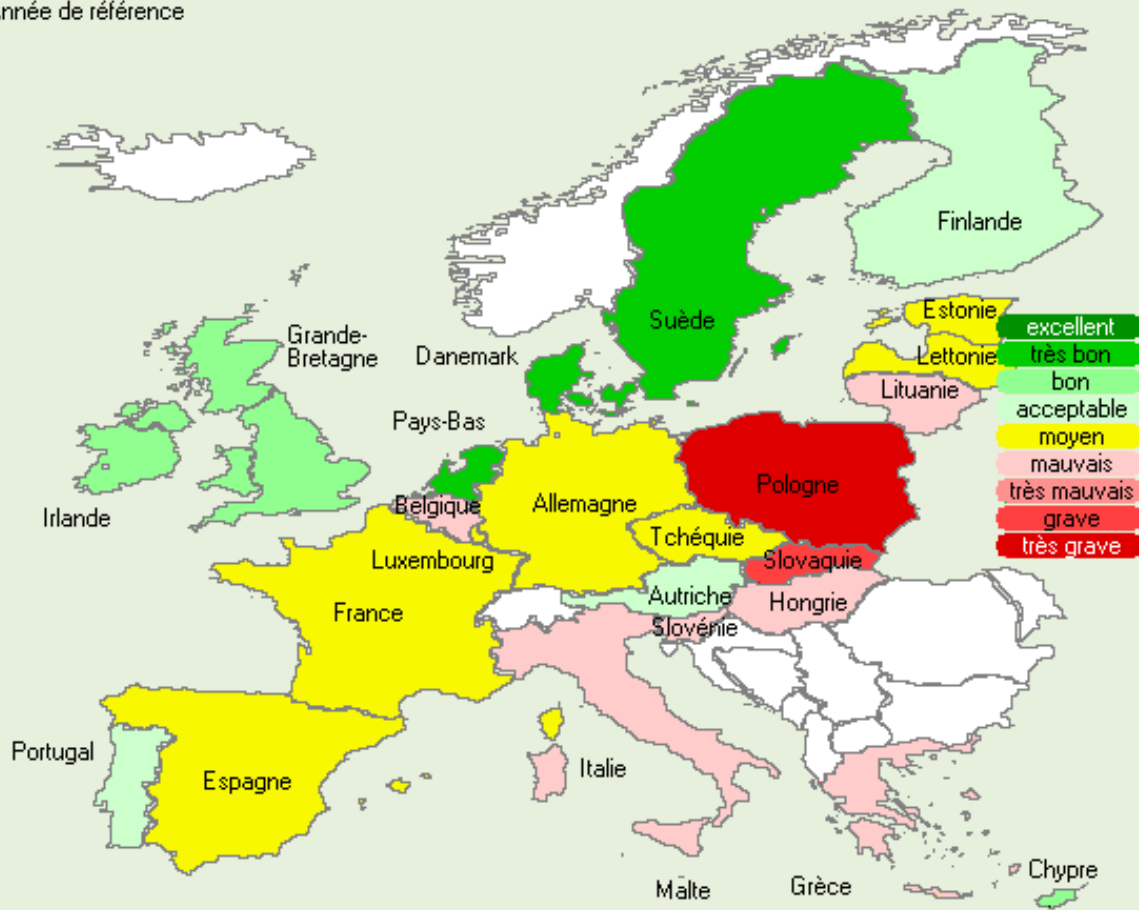 année de référence
Finlande
Suède
Estonie
Lettonie
Lituanie
excellent
très bon
bon
acceptable
moyen
mauvais
très mauvais
grave
très grave
Grande-
Bretagne
Danemark
Pays-Bas
Irlande
Belgique
Allemagne
Pologne
Tchéquie
Luxembourg
Slovaquie
Autriche
Hongrie
France
Slovénie
Portugal
Espagne
Italie
Malte
Grèce
Chypre